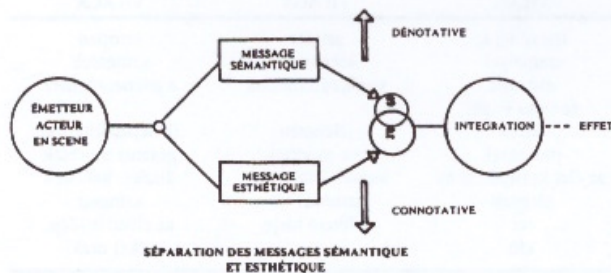 DÉNOTATIVE
MESSAGE
SÉMANTIQUE
ÉMETTEUR
ACTEUR
EN SCENE
S
E
INTEGRATION
EFFET
MESSAGE
ESTHÉTIQUE
CONNOTATIVE
SÉPARATION DES MESSAGES SÉMANTIQUE
ET ESTHÉTIQUE